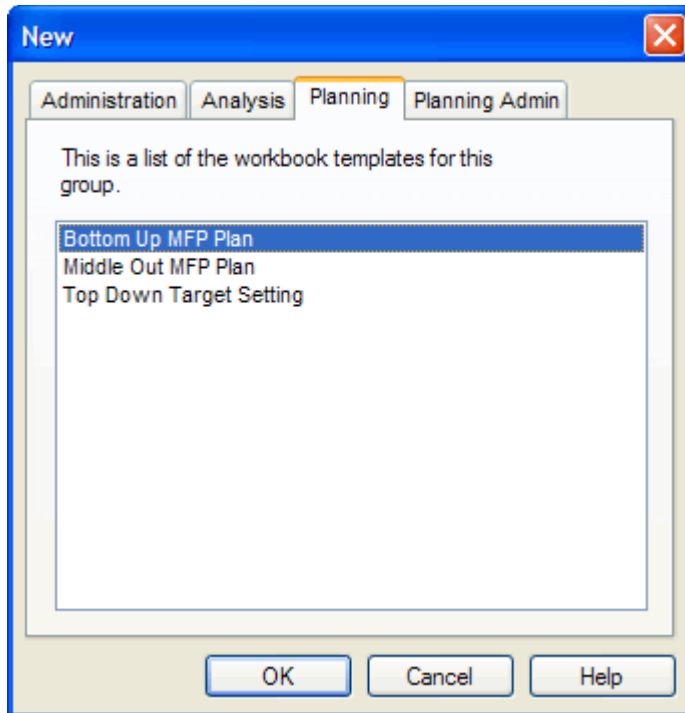 New
Administration Analysis Planning Planning Admin
This is a list of the workbook templates for this
group.
Bottom Up MFP Plan
Middle Out MFP Plan
Top Down Target Setting
OK Cancel Help